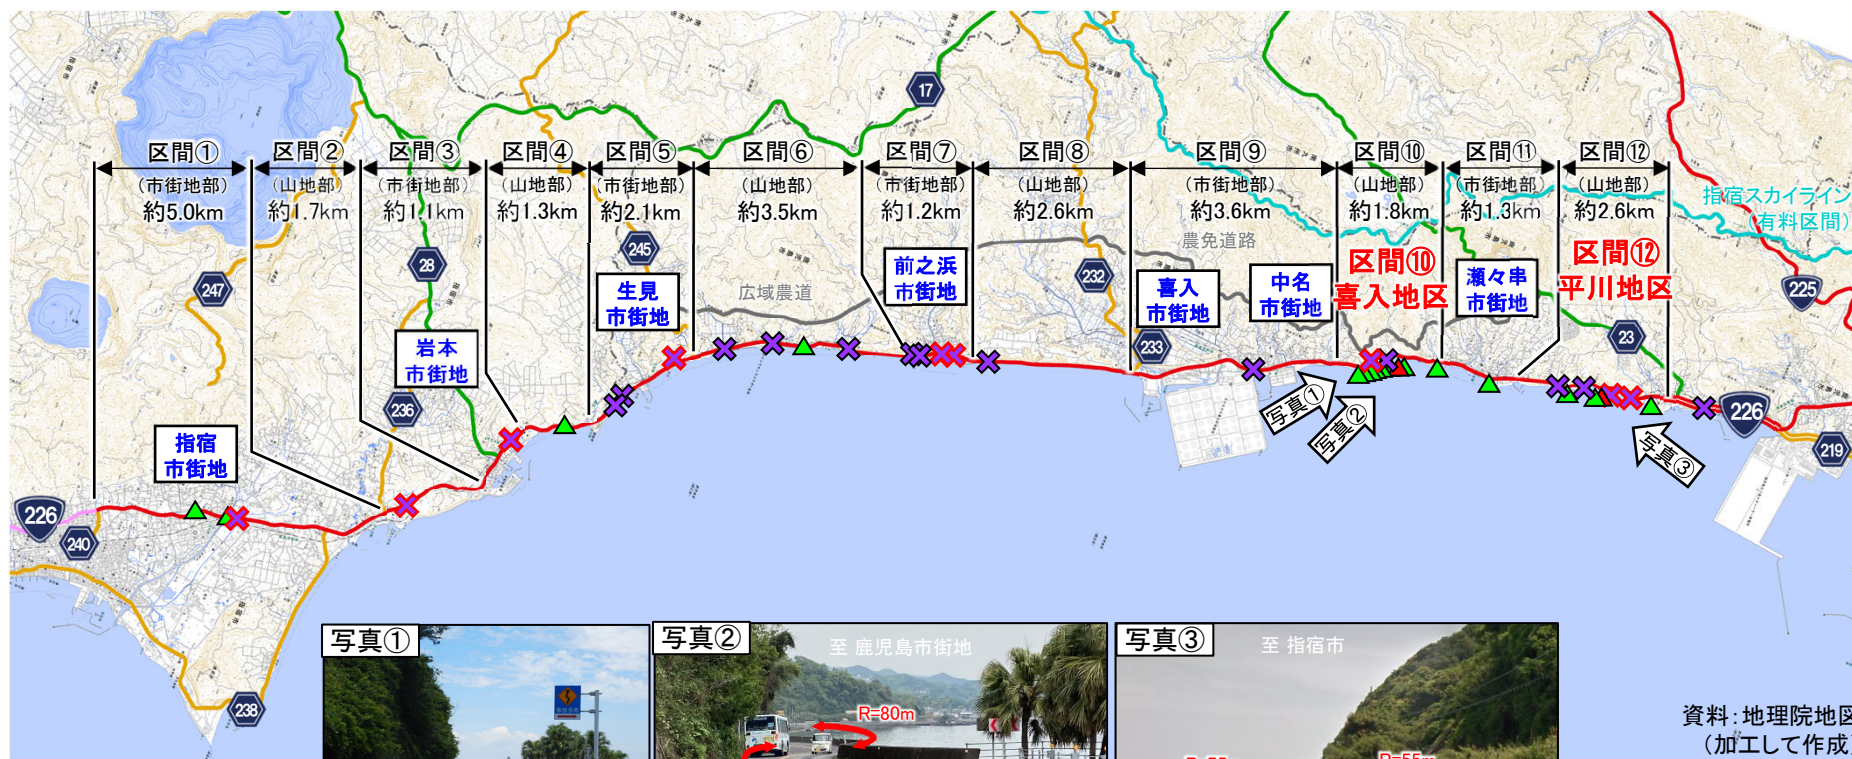 17
区間①
(市街地部)
約5.0km
区間②
(山地部)
約1.7km
区間③
(市街地部)
約1.1km
区間④
(山地部)
約1.3km
区間⑤
(市街地部)
約2.1km
区間⑥
(山地部)
約3.5km
区間⑦
(市街地部)
約1.2km
区間⑧
(山地部)
約2.6km
区間⑨
(市街地部)
約3.6km
区間⑩
(山地部)
約1.8km
区間⑪
(市街地部)
約1.3km
区間⑫
(山地部)
約2.6km
指宿スカイライン
有料区間)
農免道路
広域農道
247
28
245
232
233
225
23
236
226
240
238
226
219
指宿
市街地
岩本
市街地
生見
市街地
前之浜
市街地
喜入
市街地
中名
市街地
区間⑩
喜入地区
瀬々串
市街地
区間⑫
平川地区
写真①
写真②
写真③
写真①
写真②
至 鹿児島市街地
R=80m
写真③
至 指宿市
R=55m
資料:地理院地図
(加工して作成)